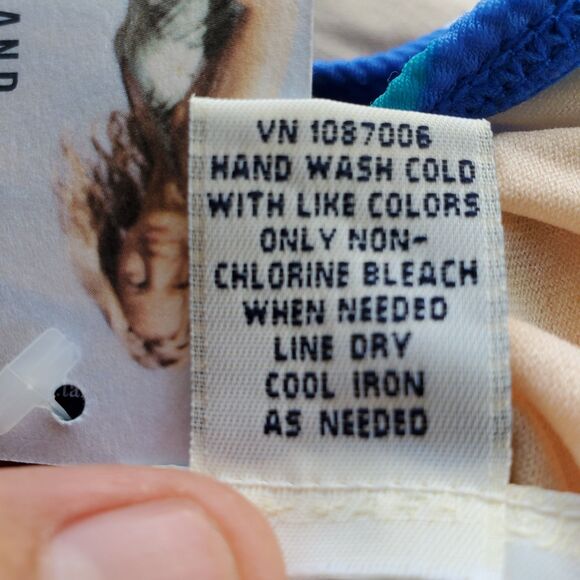 AND
VN 1087006
HAND WASH COLD
WITH LIKE COLORS
ONLY NON-
CHLORINE BLEACH
WHEN NEEDED
LINE DRY
COOL IRON
AS NEEDED